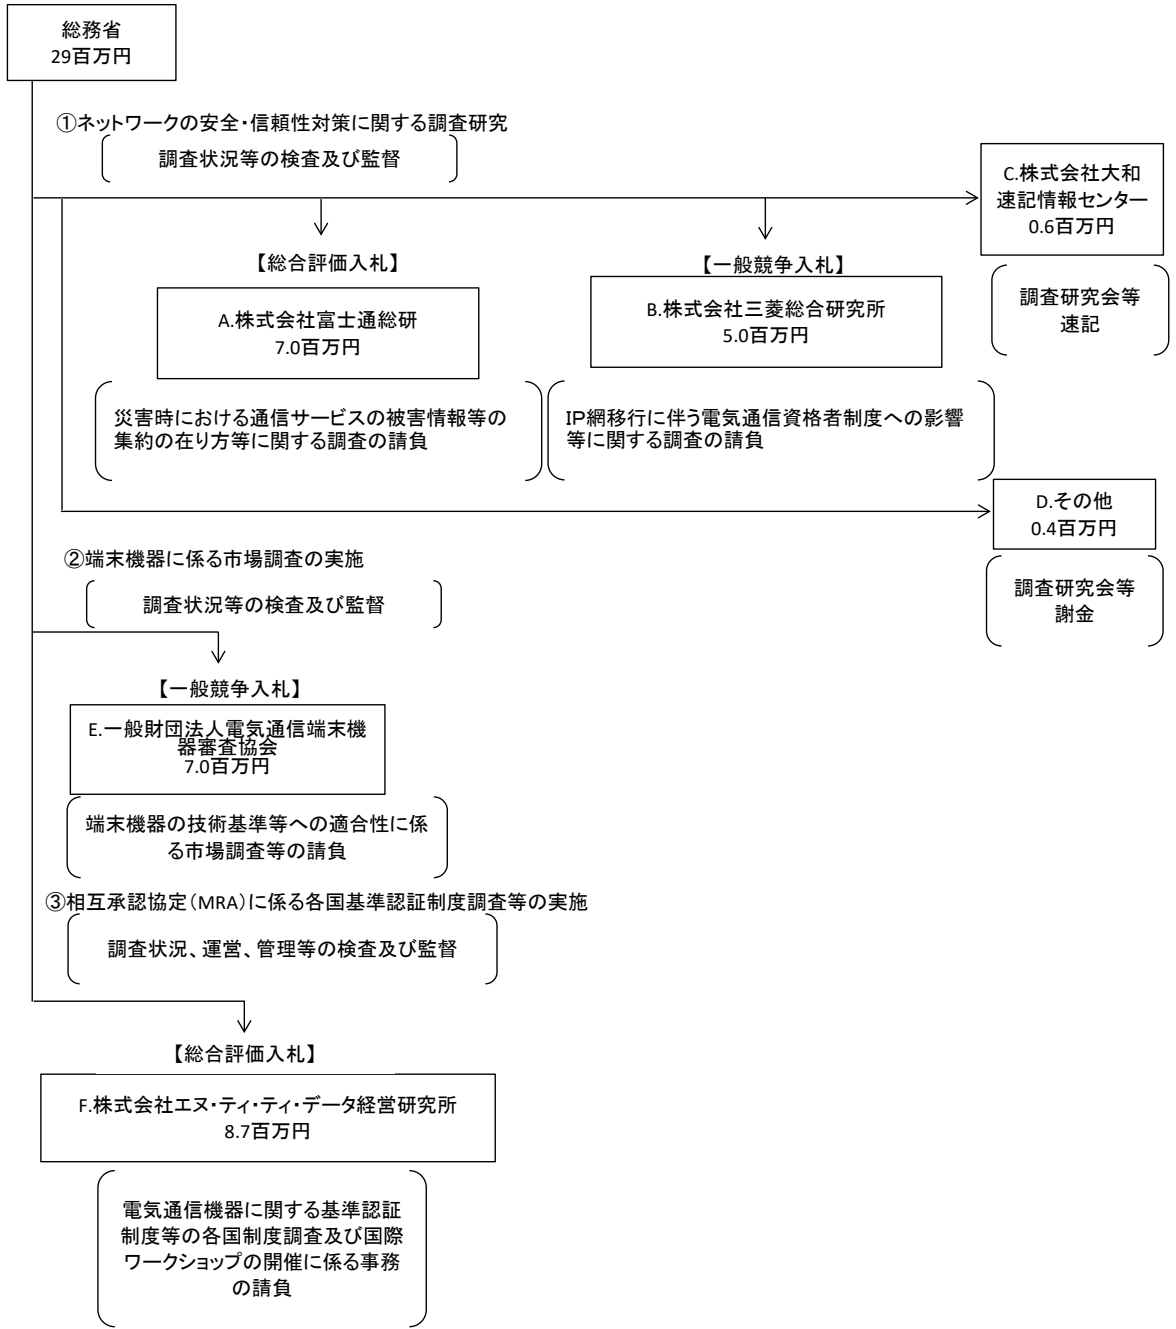 総務省
29百万円
①ネットワークの安全・信頼性対策に関する調査研究
調査状況等の検査及び監督
C.株式会社大和
速記情報センター
0.6百万円
【総合評価入札】
【一般競争入札】
A.株式会社富士通総研
7.0百万円
B.株式会社三菱総合研究所
5.0百万円
調査研究会等
速記
災害時における通信サービスの被害情報等の
集約の在り方等に関する調査の請負
IP網移行に伴う電気通信資格者制度への影響
等に関する調査の請負
D.その他
0.4百万円
②端末機器に係る市場調査の実施
調査状況等の検査及び監督
調査研究会等
謝金
【一般競争入札】
E.一般財団法人電気通信端末機
器審査協会
7.0百万円
端末機器の技術基準等への適合性に係
る市場調査等の請負
③相互承認協定(MRA)に係る各国基準認証制度調査等の実施
調査状況、運営、管理等の検査及び監督
【総合評価入札】
F.株式会社エヌ・ティ・ティ・データ経営研究所
8.7百万円
電気通信機器に関する基準認証
制度等の各国制度調査及び国際
ワークショップの開催に係る事務
の請負